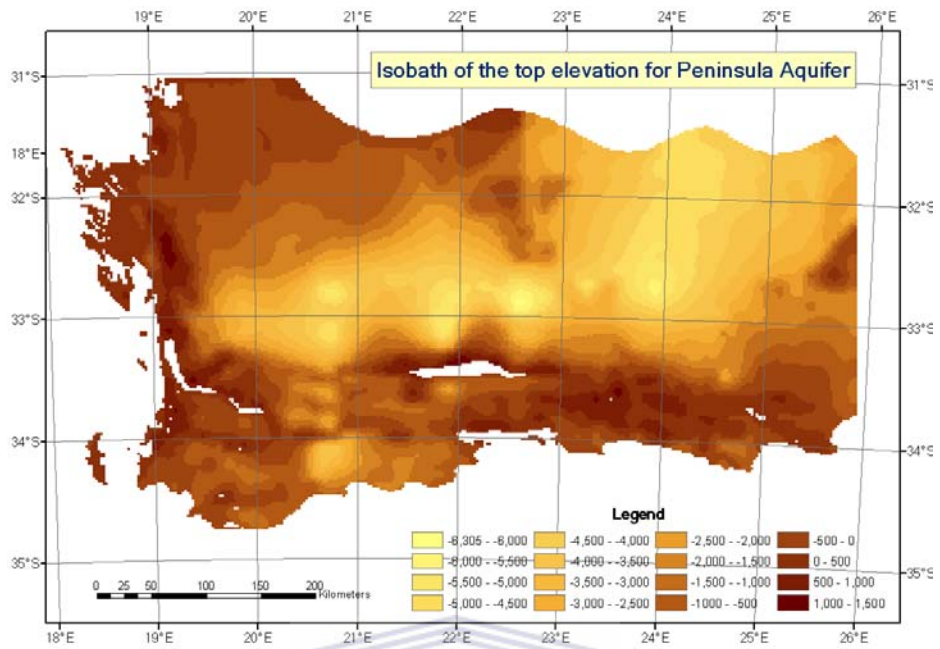 19°E 20°E 21°E 22°E 23°E 24°E 25°E 26°E
Isobath of the top elevation for Peninsula Aquifer
31°S 31°S
18°E
32°S 32°S
33°S 33°S
34°S 34°S
35°S 35°S
Legend
-6,305 - -6,000 -4,500 - -4,000 -2,500 - -2,000 -500 - 0
-6,000 - -5,500 -4,000 - -3,500 -2,000 - -1,500 0 - 500
-5,500 - -5,000 -3,500 - -3,000 -1,500 - -1,000 500 - 1,000
-5,000 - -4,500 -3,000 - -2,500 -1000 - -500 1,000 - 1,500
0 25 50 100 150 200
Kilometers
18°E 19°E 20°E 21°E 22°E 23°E 24°E 25°E 26°E